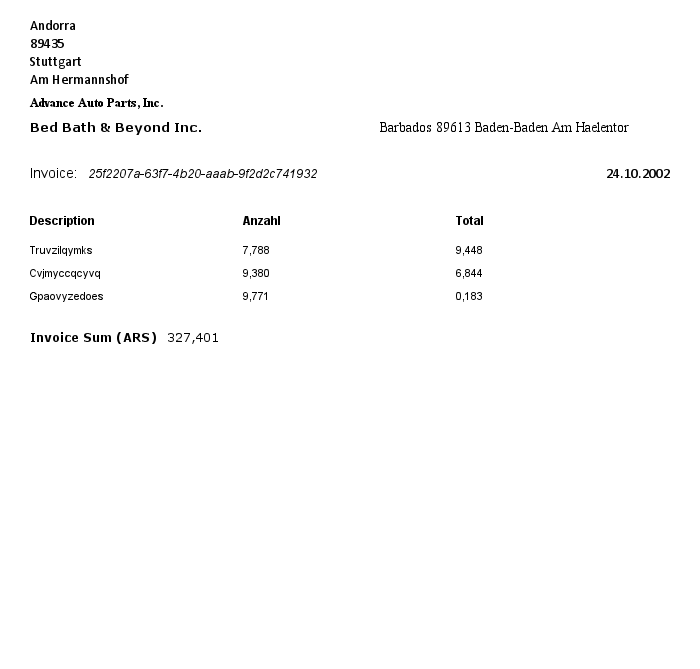 Andorra
89435
Stuttgart
Am Hermannshof
Advance Auto Parts, Inc.
Bed Bath & Beyond Inc. Barbados 89613 Baden-Baden Am Haelentor
Invoice: 25f2207a-63f7-4b20-aaab-9f2d2c741932 24.10.2002
Description Anzahl Total
Truvzilqymks 7,788 9,448
Cvjmyccqcyvq 9,380 6,844
Gpaovyzedoes 9,771 0,183
Invoice Sum (ARS) 327,401